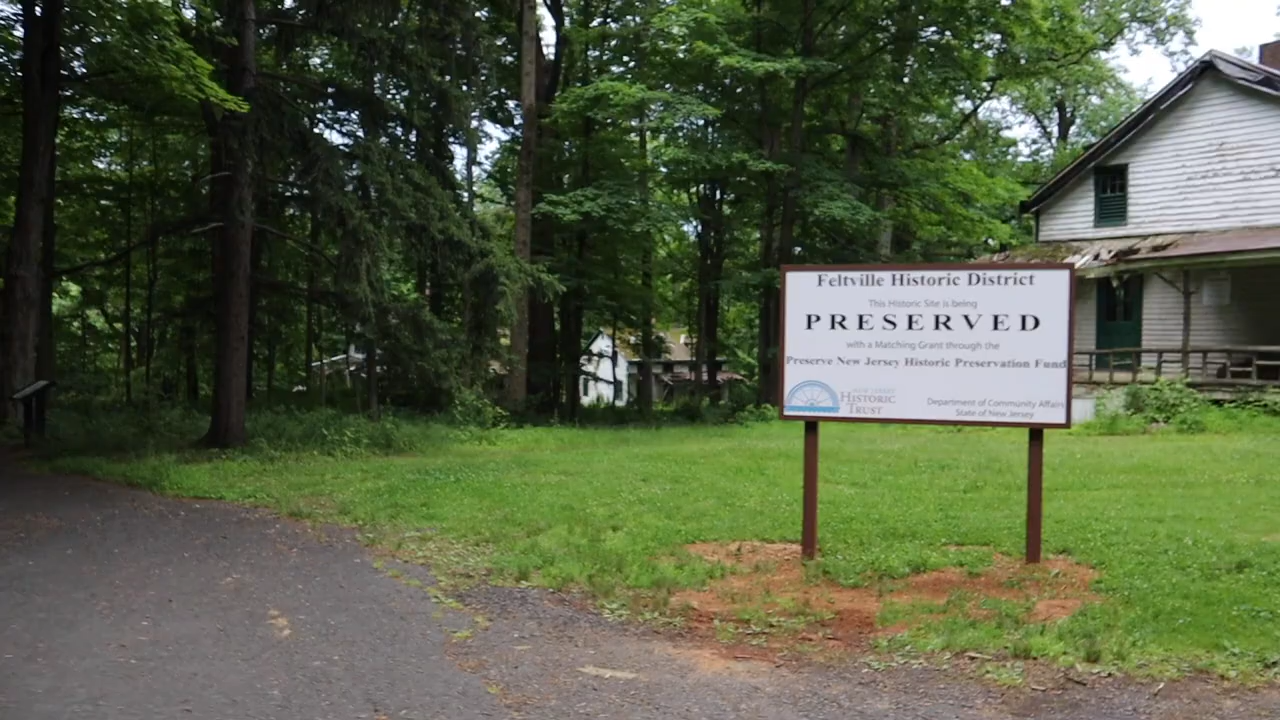 Feltville Historic District
This Historic Site is being
PRESERVED
with a Matching Grant through the
Preserve New Jersey Historic Preservation Fund
NEW JERSEY
HISTORIC
TRUST
Department of Community Affairs
State of New Jersey